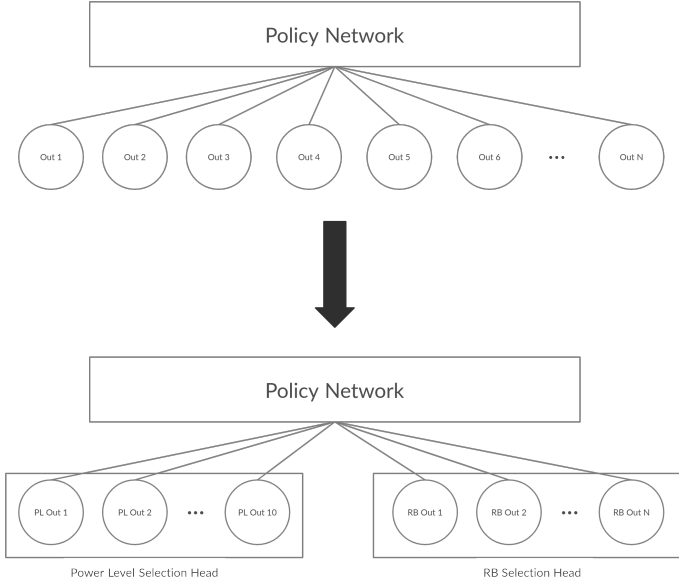 Policy Network
Out 1 Out 2 Out 3 Out 4 Out 5 Out 6 ••• Out N
Policy Network
PL Out 1 PL Out 2 ••• PL Out 10 RB Out 1 RB Out 2 ••• RB Out N
Power Level Selection Head RB Selection Head